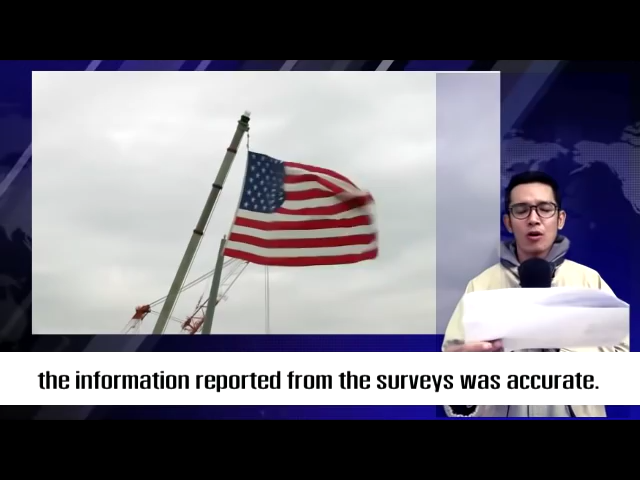 the information reported from the surveys was accurate.